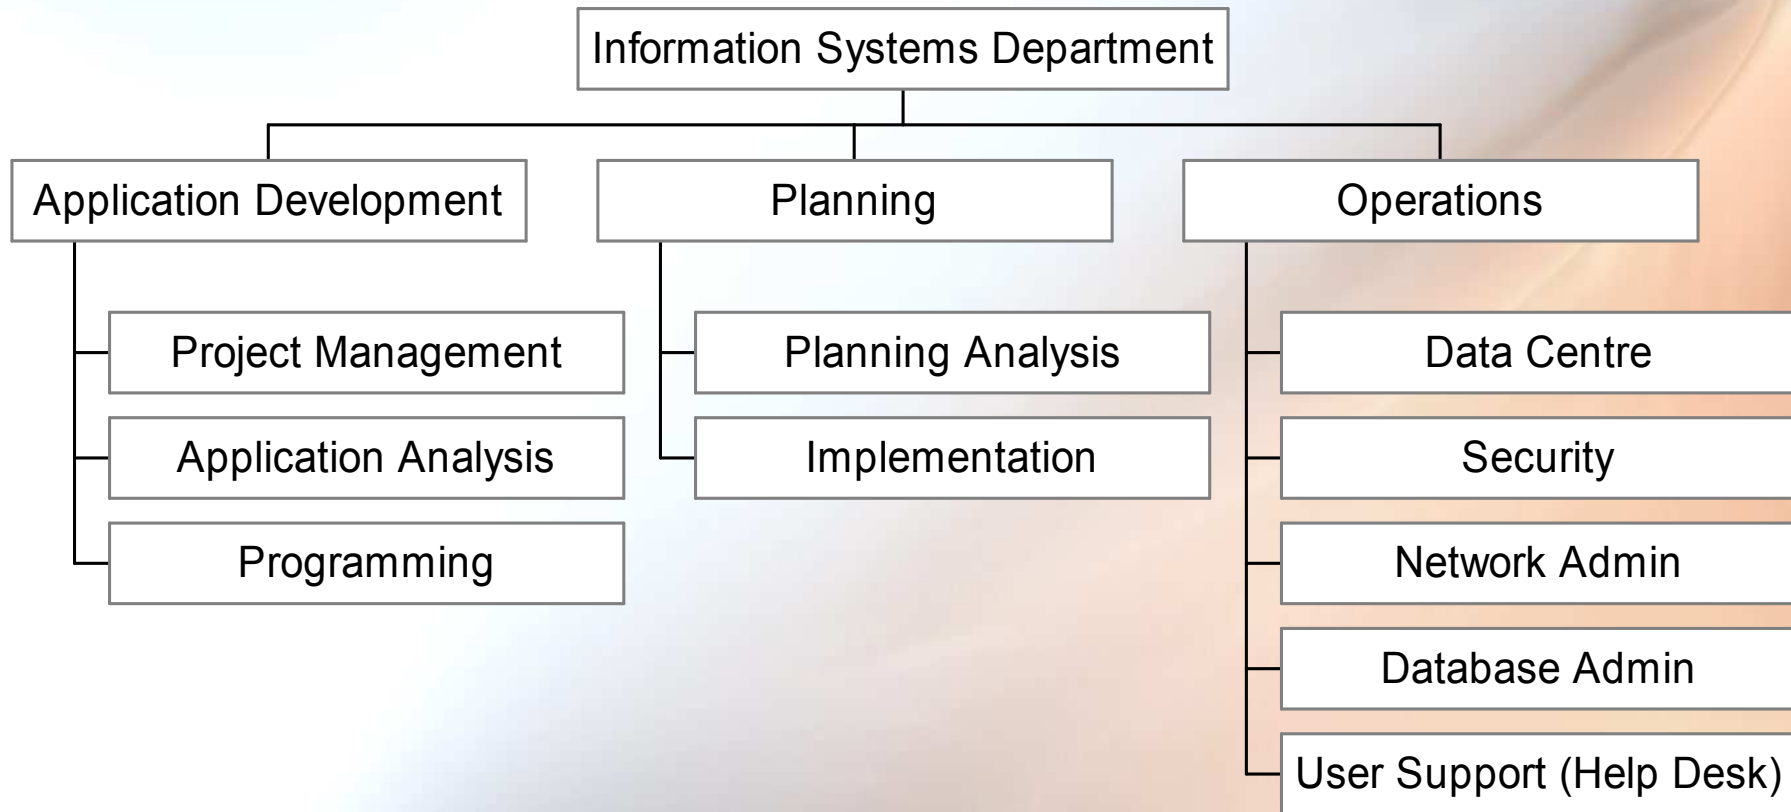 Information Systems Department
Application Development
Planning
Operations
Project Management
Planning Analysis
Data Centre
Application Analysis
Implementation
Security
Programming
Network Admin
Database Admin
User Support (Help Desk)